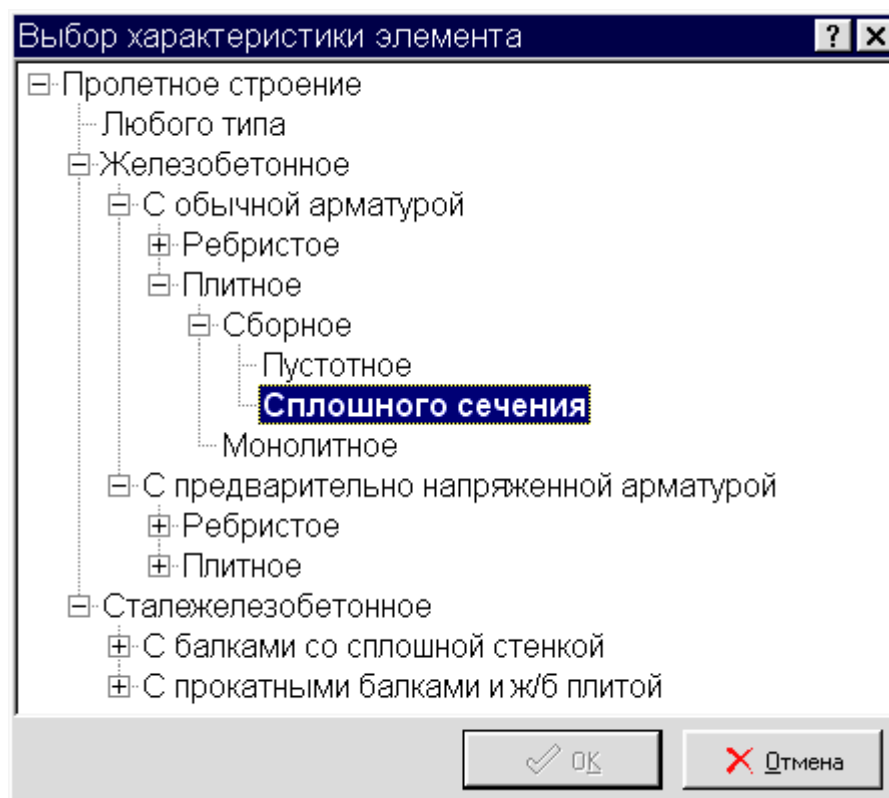 Выбор характеристики элемента
Пролетное строение
Любого типа
Железобетонное
С обычной арматурой
Ребристое
Плитное
Сборное
Пустотное
Сплошного сечения
Монолитное
С предварительно напряженной арматурой
Ребристое
Плитное
Сталежелезобетонное
С балками со сплошной стенкой
С прокатными балками и ж/б плитой
OK Отмена